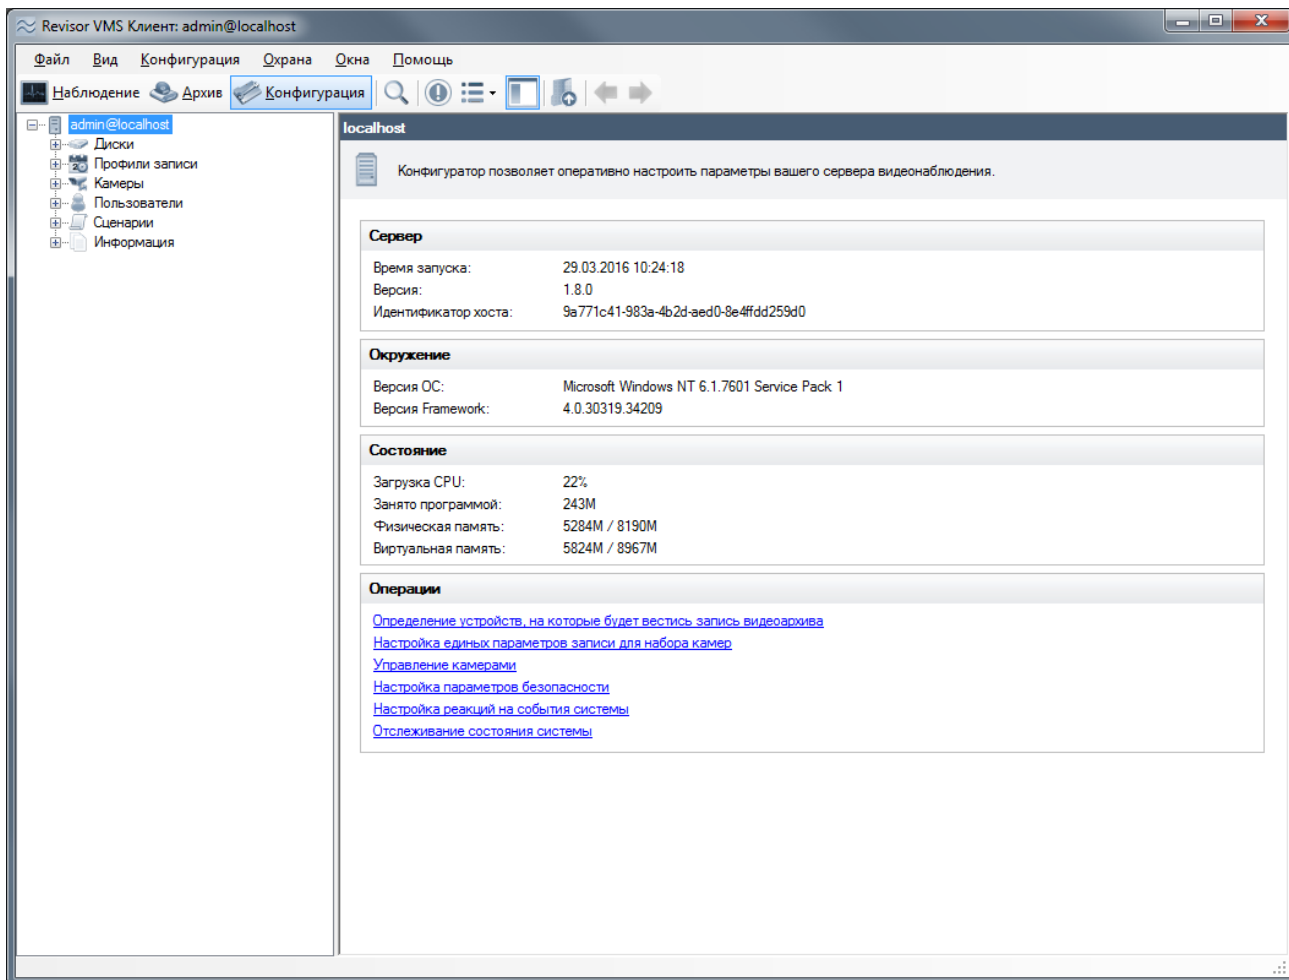 Revisor VMS Клиент: admin@localhost
Файл Вид Конфигурация Охрана Окна Помощь
Наблюдение Архив Конфигурация
admin@localhost
Диски
Профили записи
Камеры
Пользователи
Сценарии
Информация
localhost
Конфигуратор позволяет оперативно настроить параметры вашего сервера видеонаблюдения.
Сервер
Время запуска: 29.03.2016 10:24:18
Версия: 1.8.0
Идентификатор хоста: 9a771c41-983a-4b2d-aed0-8e4ffdd259d0
Окружение
Версия ОС: Microsoft Windows NT 6.1.7601 Service Pack 1
Версия Framework: 4.0.30319.34209
Состояние
Загрузка CPU: 22%
Занято программой: 243M
Физическая память: 5284M / 8190M
Виртуальная память: 5824M / 8967M
Операции
Определение устройств, на которые будет вестись запись видеоархива
Настройка единых параметров записи для набора камер
Управление камерами
Настройка параметров безопасности
Настройка реакций на события системы
Отслеживание состояния системы